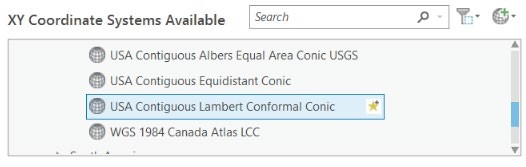 XY Coordinate Systems Available
Search
USA Contiguous Albers Equal Area Conic USGS
USA Contiguous Equidistant Conic
USA Contiguous Lambert Conformal Conic
WGS 1984 Canada Atlas LCC